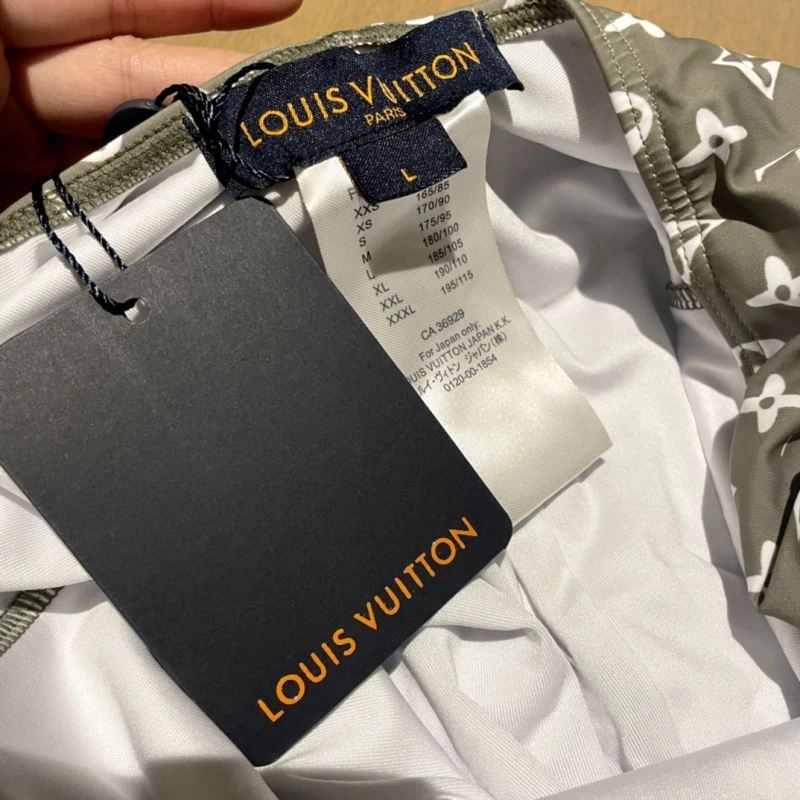 LOUIS VUITTON
PARIS
L
165/85
XXS 170/90
XS 175/95
S 180/100
M 185/105
L 190/110
XL 195/115
XXL
XXXL
CA 36929
For Japan only:
UIS VUITTON JAPAN K.K.
ルイ・ヴィトン ジャパン(株)
0120-00-1854
LOUIS VUITTON